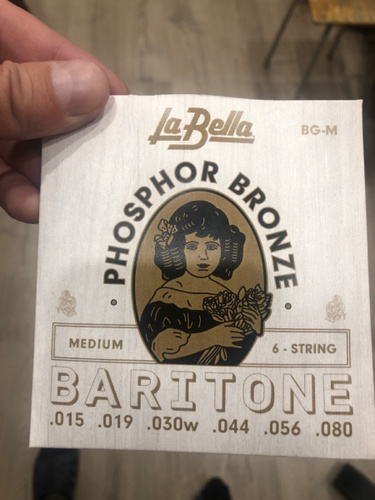 La Bella
BG-M
PHOSPHOR BRONZE
MEDIUM
6 - STRING
BARITONE
.015 .019 .030w .044 .056 .080